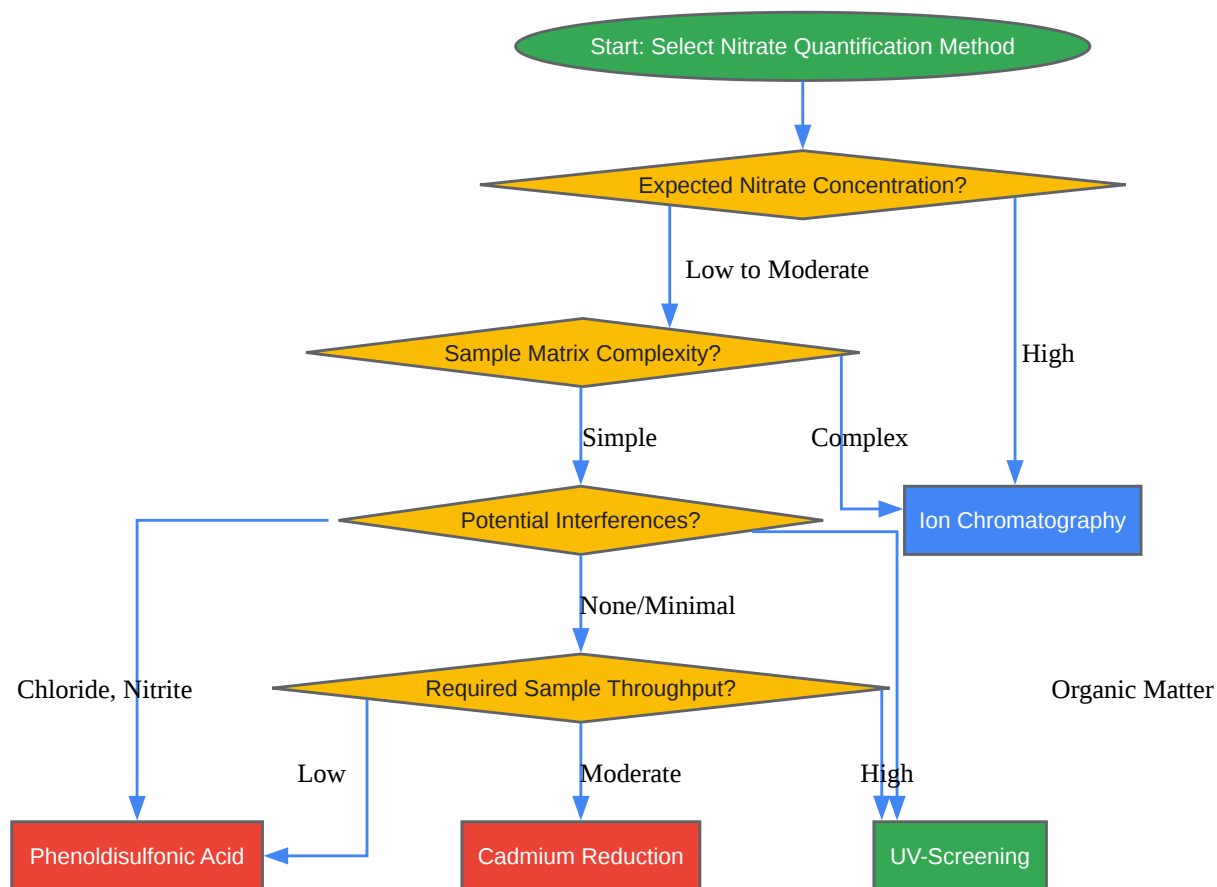 Start: Select Nitrate Quantification Method
Expected Nitrate Concentration?
Low to Moderate
Sample Matrix Complexity?
High
Simple
Complex
Potential Interferences?
Ion Chromatography
None/Minimal
Chloride, Nitrite
Required Sample Throughput?
Organic Matter
Low
Moderate
High
Phenoldisulfonic Acid
Cadmium Reduction
UV-Screening